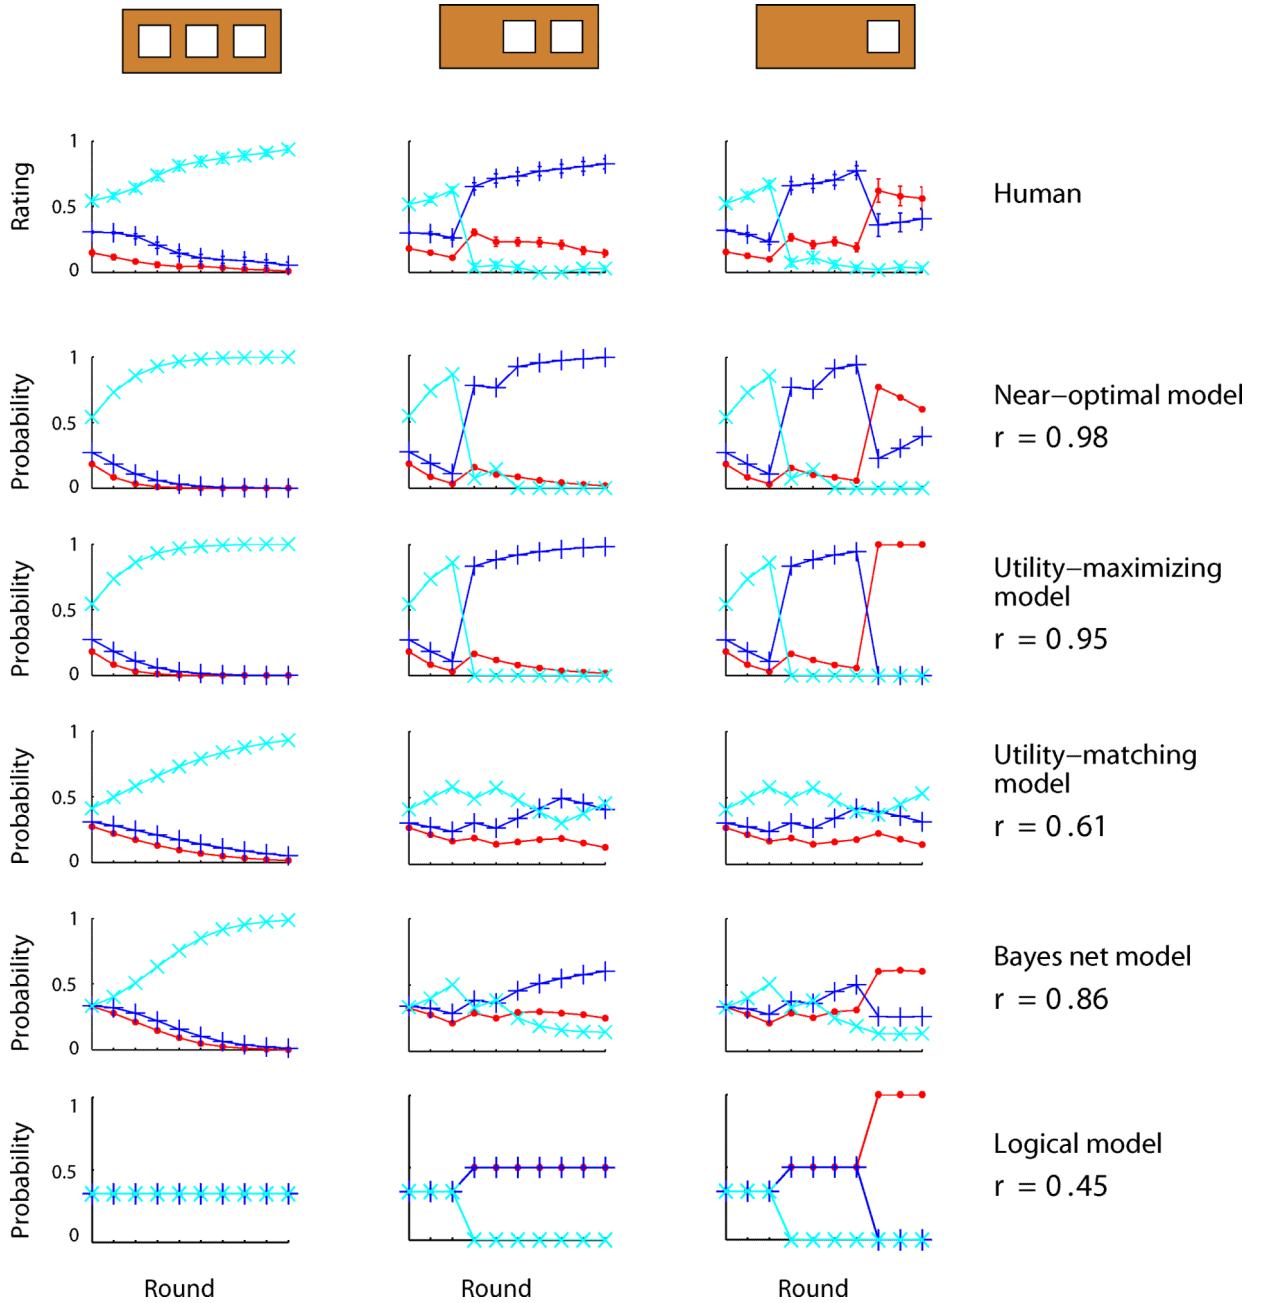 1
Rating
0.5
0
Human
1
Probability
0.5
0
Near−optimal model
r = 0.98
1
Probability
0.5
0
Utility−maximizing
model
r = 0.95
1
Probability
0.5
0
Utility−matching
model
r = 0.61
1
Probability
0.5
0
Bayes net model
r = 0.86
1
Probability
0.5
0
Logical model
r = 0.45
Round Round Round